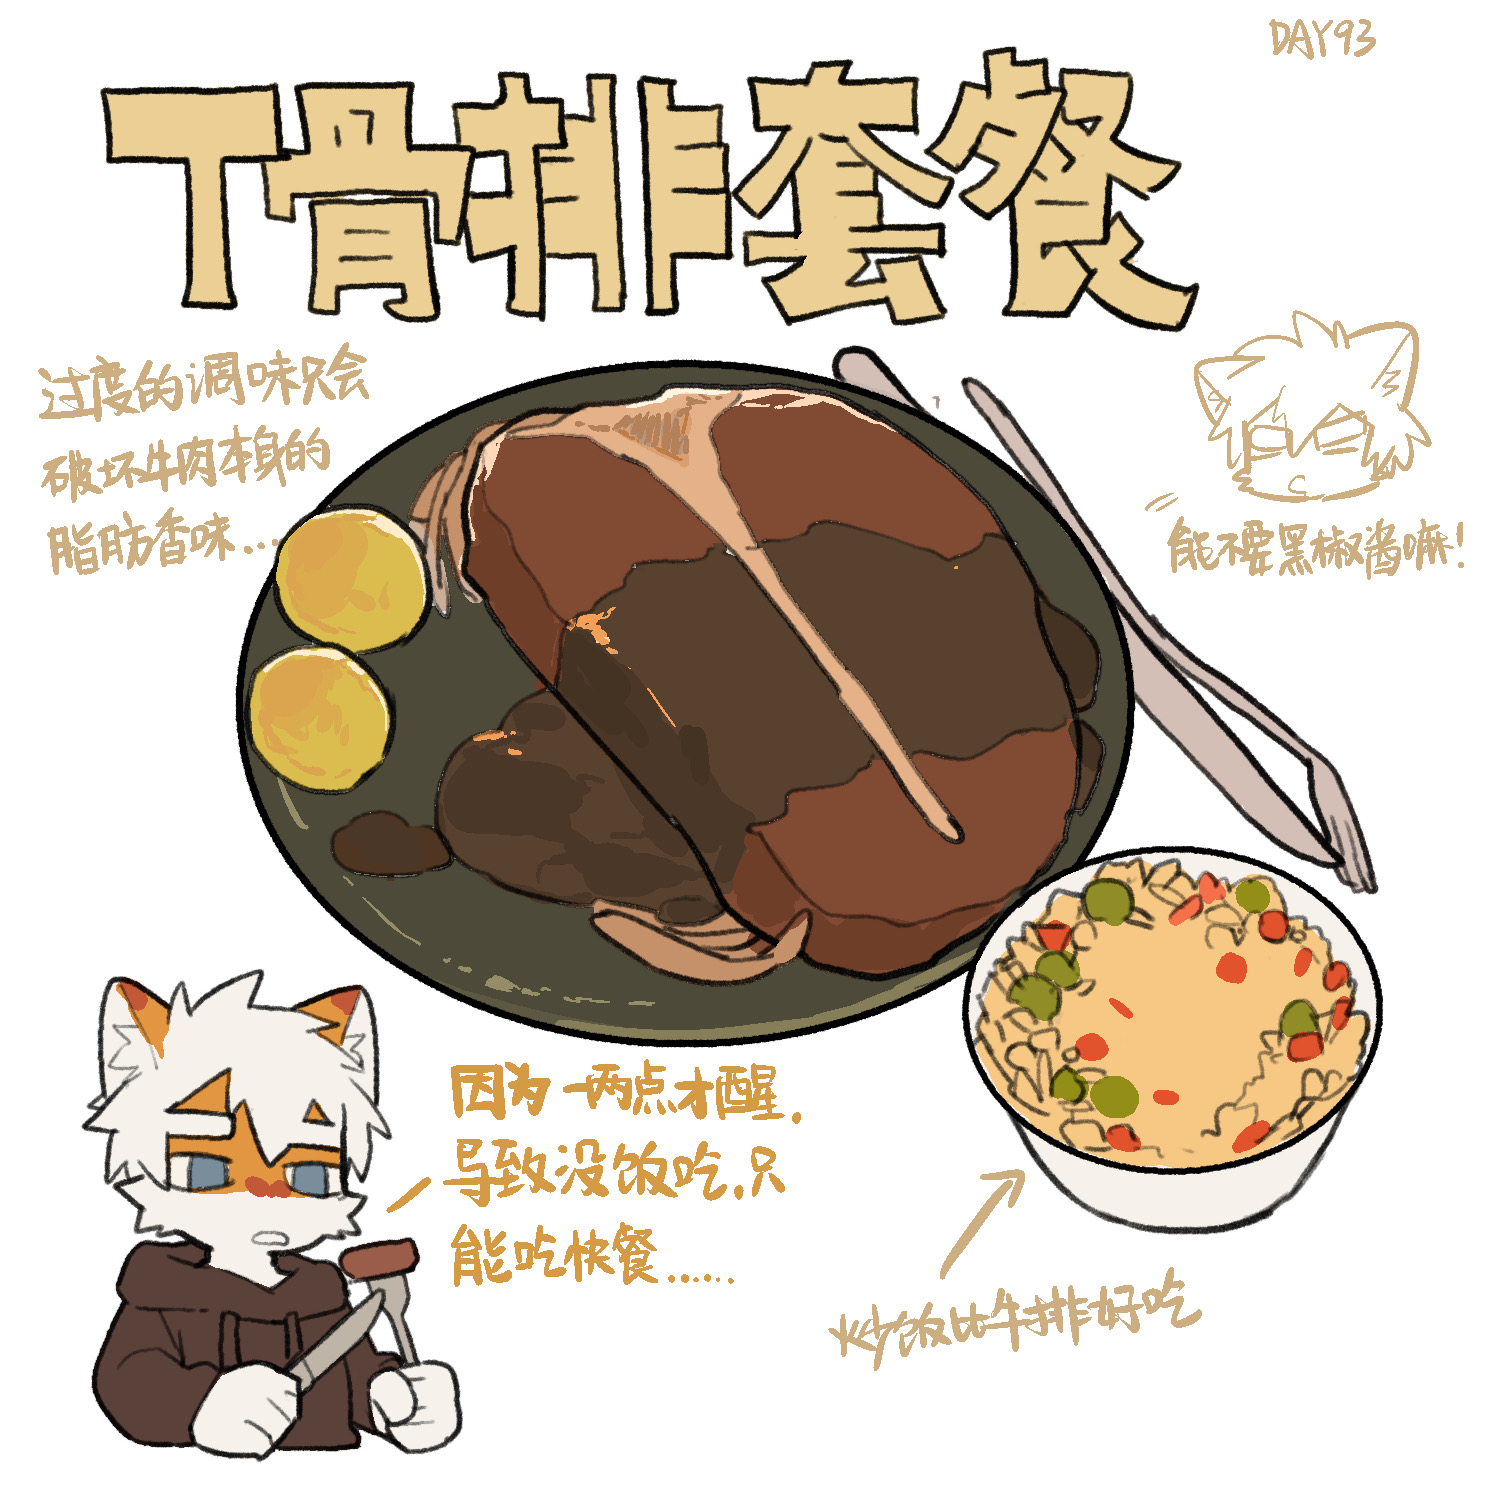 DAY93
T骨排套餐
过度的调味只会
破坏牛肉本身的
脂肪香味...
能不要黑椒酱嘛!
因为一两点才醒.
导致没饭吃.只
能吃快餐......
炒饭比牛排好吃